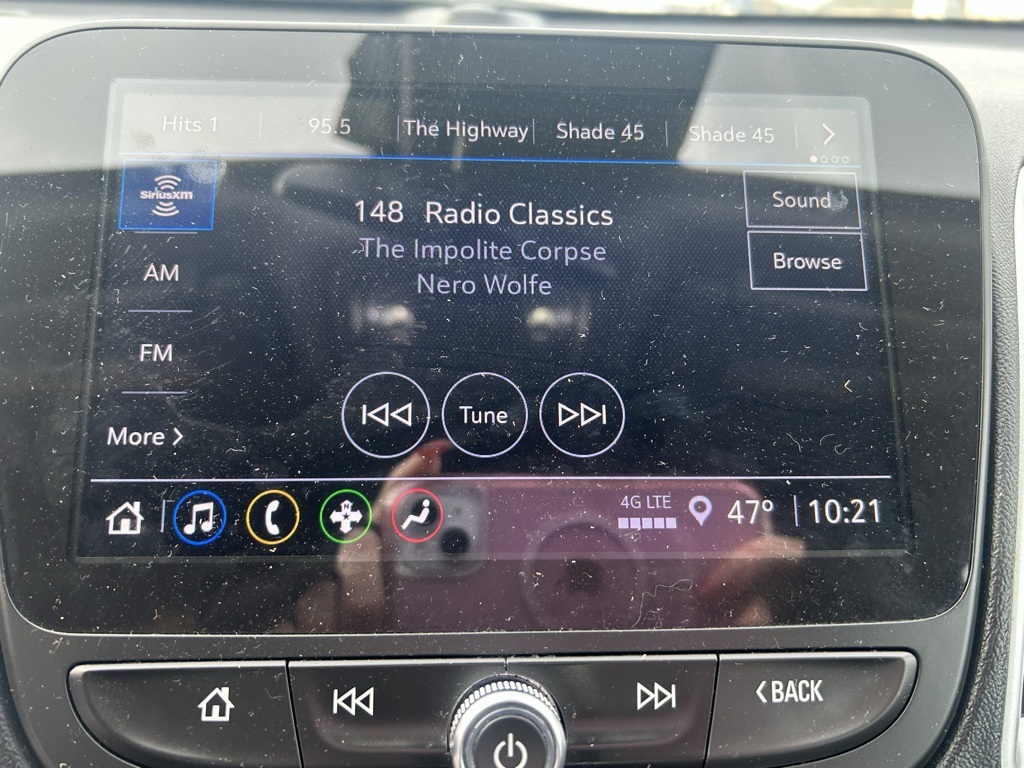 Hits 1 95.5 The Highway Shade 45 Shade 45
SiriusXM
148 Radio Classics
Sound
The Impolite Corpse
Browse
AM
Nero Wolfe
FM
Tune
More
4G LTE
47° 10:21
N
BACK